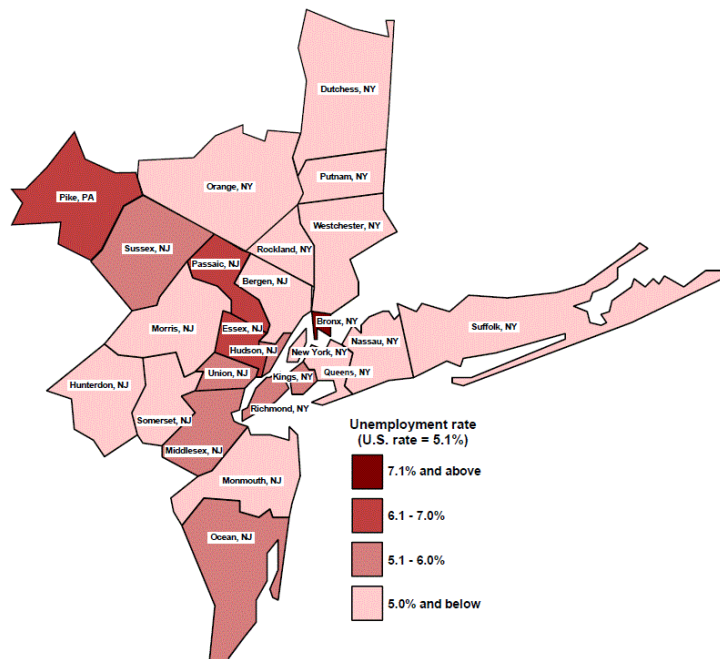 Dutchess, NY
Putnam, NY
Orange, NY
Pike, PA
Westchester, NY
Sussex, NJ
Rockland, NY
Passaic, NJ
Bergen, NJ
Bronx, NY
Suffolk, NY
Morris, NJ
Essex, NJ
Nassau, NY
Hudson, NJ
New York, NY
Union, NJ
Kings, NY
Queens, NY
Hunterdon, NJ
Richmond, NY
Somerset, NJ
Middlesex, NJ
Monmouth, NJ
Ocean, NJ
Unemployment rate
(U.S. rate = 5.1%)
7.1% and above
6.1 - 7.0%
5.1 - 6.0%
5.0% and below